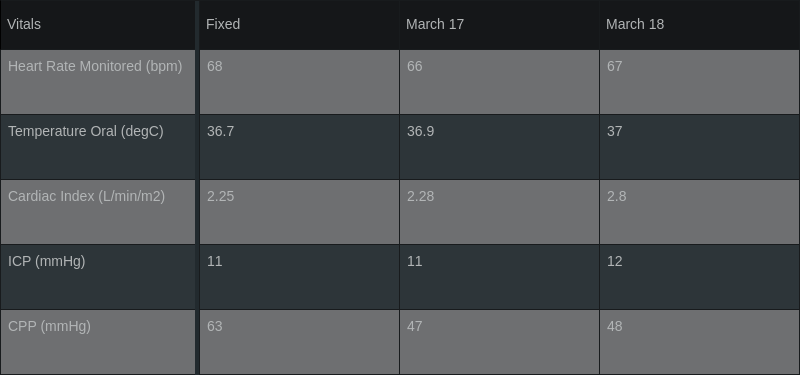 Vitals Fixed March 17 March 18
Heart Rate Monitored (bpm) 68 66 67
Temperature Oral (degC) 36.7 36.9 37
Cardiac Index (L/min/m2) 2.25 2.28 2.8
ICP (mmHg) 11 11 12
CPP (mmHg) 63 47 48